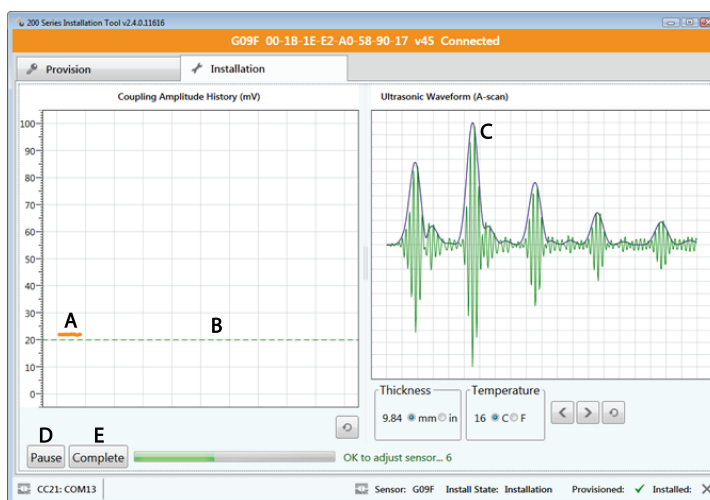 200 Series Installation Tool v2.4.0.11616
G09F 00-1B-1E-E2-A0-58-90-17 v45 Connected
Provision
Installation
Coupling Amplitude History (mV)
Ultrasonic Waveform (A-scan)
100
90
80
70
60
50
40
30
20
10
0
A
B
C
Thickness
9.84 mm in
Temperature
16 C F
D
E
Pause
Complete
OK to adjust sensor... 6
CC21: COM13
Sensor: G09F Install State: Installation Provisioned: ✓ Installed: ✕